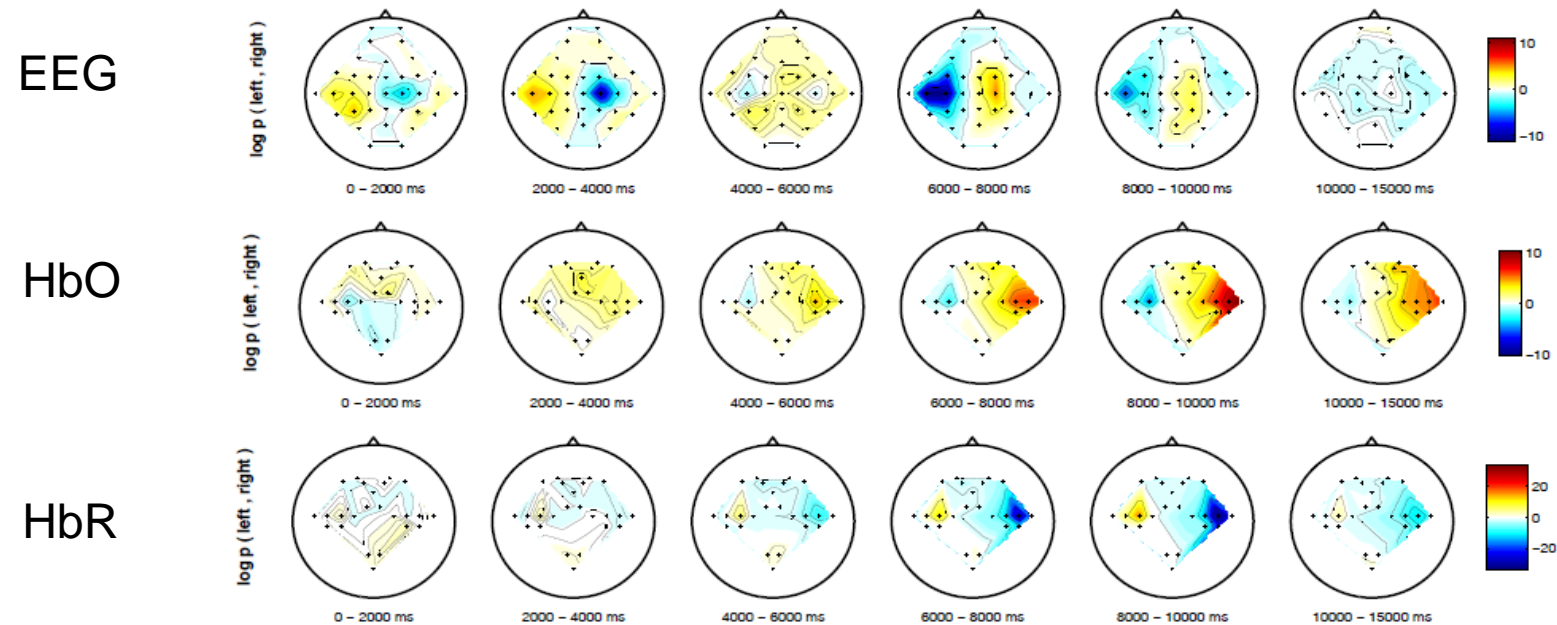 EEG
log p ( left , right )
0 – 2000 ms
2000 – 4000 ms
4000 – 6000 ms
6000 – 8000 ms
8000 – 10000 ms
10000 – 15000 ms
10
0
−10
HbO
log p ( left , right )
0 – 2000 ms
2000 – 4000 ms
4000 – 6000 ms
6000 – 8000 ms
8000 – 10000 ms
10000 – 15000 ms
10
0
−10
HbR
log p ( left , right )
0 – 2000 ms
2000 – 4000 ms
4000 – 6000 ms
6000 – 8000 ms
8000 – 10000 ms
10000 – 15000 ms
20
0
−20